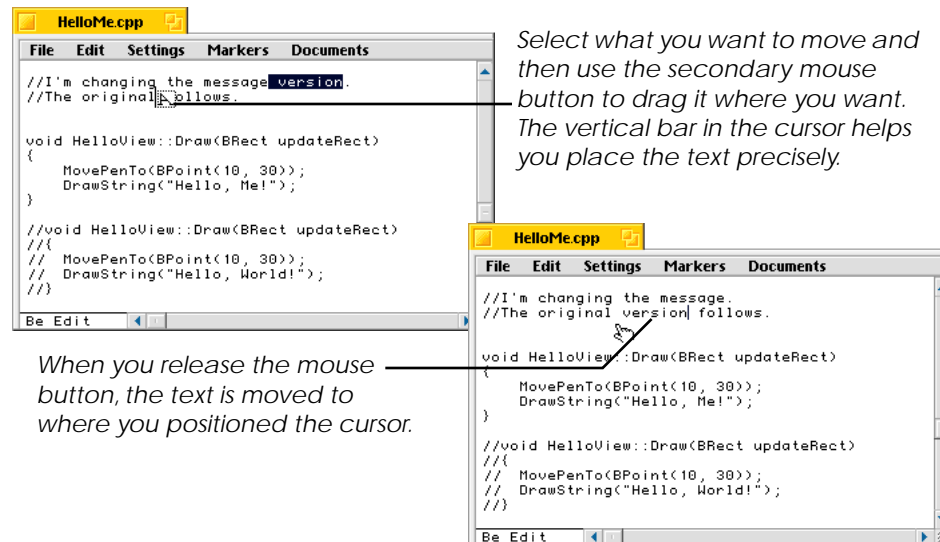 HelloMe.cpp
File Edit Settings Markers Documents
//I'm changing the message version.
//The original follows.
void HelloView::Draw(BRect updateRect)
{
MovePenTo(BPoint(10, 30));
DrawString("Hello, Me!");
}
//void HelloView::Draw(BRect updateRect)
//{
// MovePenTo(BPoint(10, 30));
// DrawString("Hello, World!");
//}
Be Edit
Select what you want to move and
then use the secondary mouse
button to drag it where you want.
The vertical bar in the cursor helps
you place the text precisely.
When you release the mouse
button, the text is moved to
where you positioned the cursor.
HelloMe.cpp
File Edit Settings Markers Documents
//I'm changing the message.
//The original version follows.
void HelloView::Draw(BRect updateRect)
{
MovePenTo(BPoint(10, 30));
DrawString("Hello, Me!");
}
//void HelloView::Draw(BRect updateRect)
//{
// MovePenTo(BPoint(10, 30));
// DrawString("Hello, World!");
//}
Be Edit